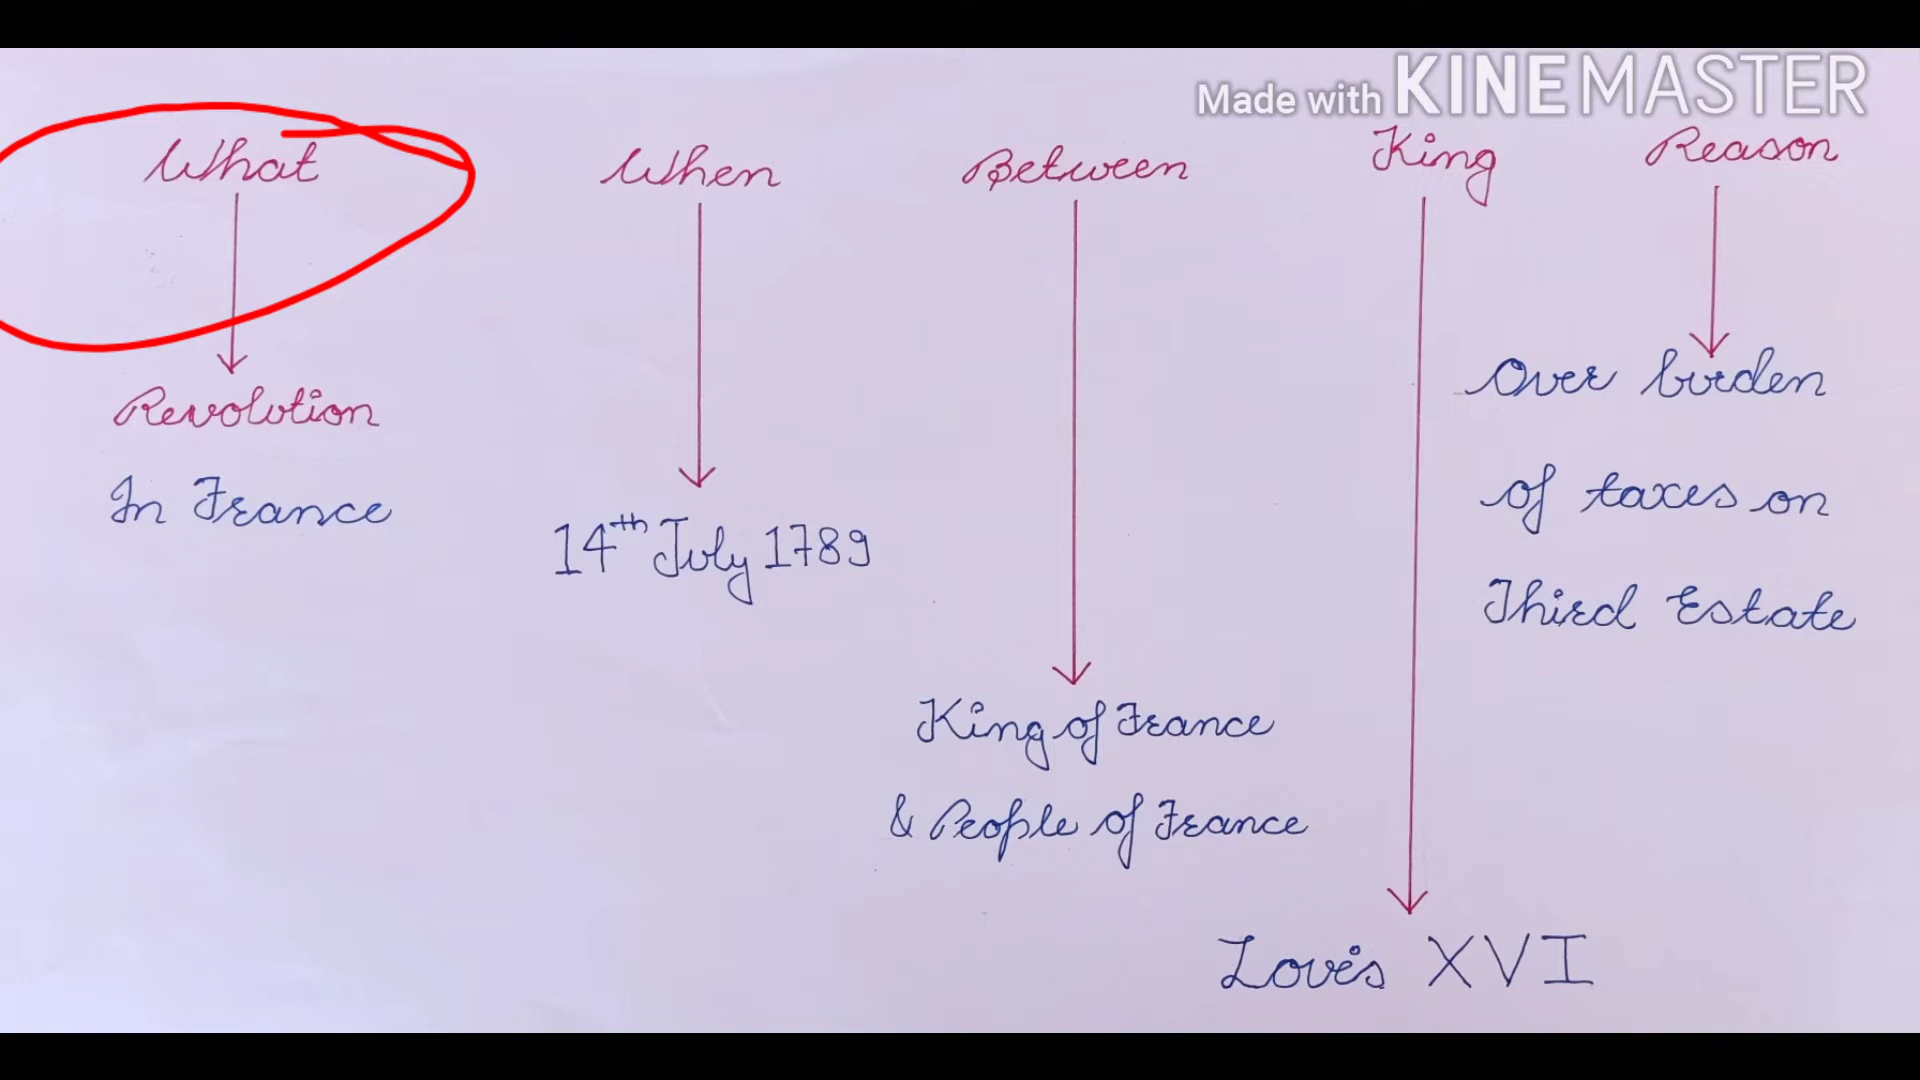 Made with KINEMASTER
What
When
Between
King
Reason
Revolution
In France
14th July 1789
King of France
& People of France
Louis XVI
Over burden
of taxes on
Third Estate